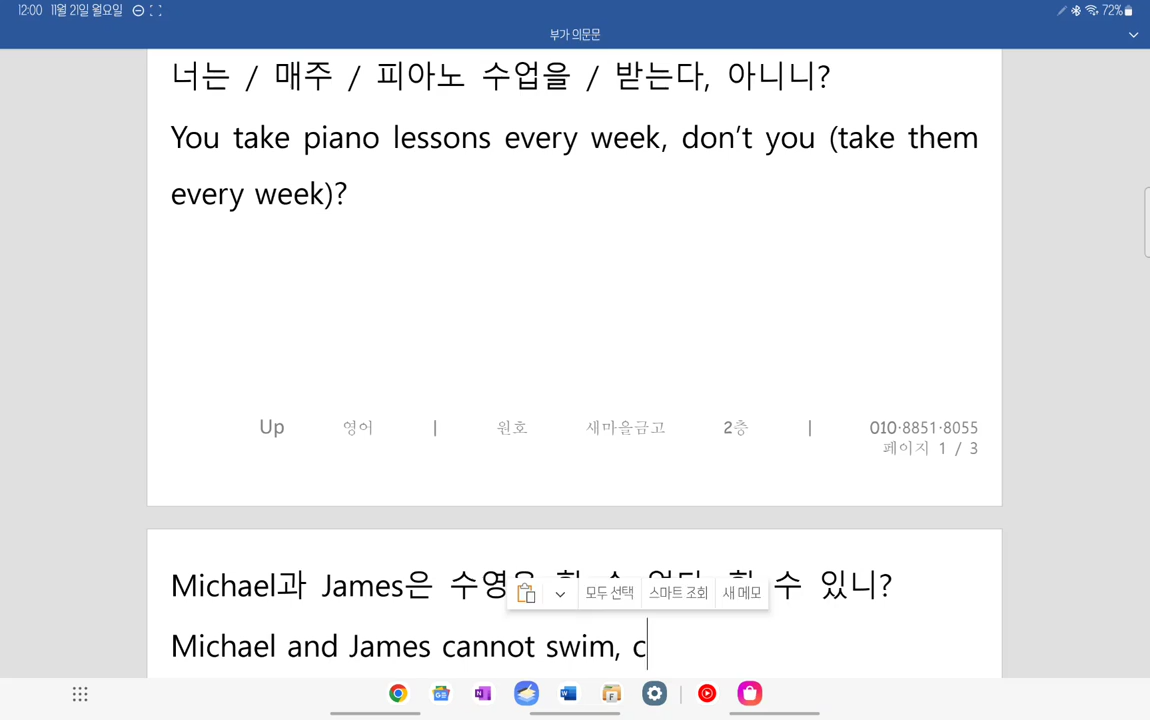 12:00 11월 21일 월요일
72%
부가 의문문
너는 / 매주 / 피아노 수업을 / 받는다, 아니니?
You take piano lessons every week, don't you (take them
every week)?
Up 영어 | 원호 새마을금고 2층 | 010·8851·8055
페이지 1 / 3
Michael과 James은 수영을 할 수 없다 할 수 있니?
모두 선택 스마트 조회 새 메모
Michael and James cannot swim, c